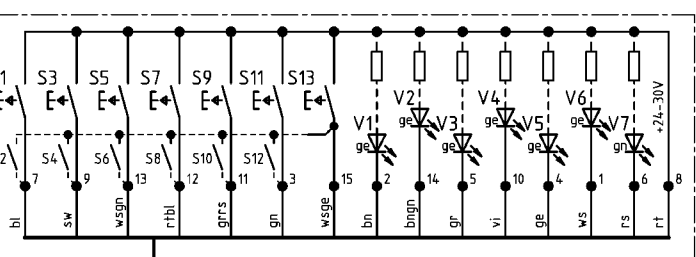 1 S3 S5 S7 S9 S11 S13
V2 V4 V6
ge ge ge
V1 V3 V5 V7
ge ge ge gn
+24-30V
2 S4 S6 S8 S10 S12
7 9 13 12 11 3 15 2 14 5 10 4 1 6 8
bl sw wsgn rtbl grrs gn wsge bn bngn gr vi ge ws rs rt